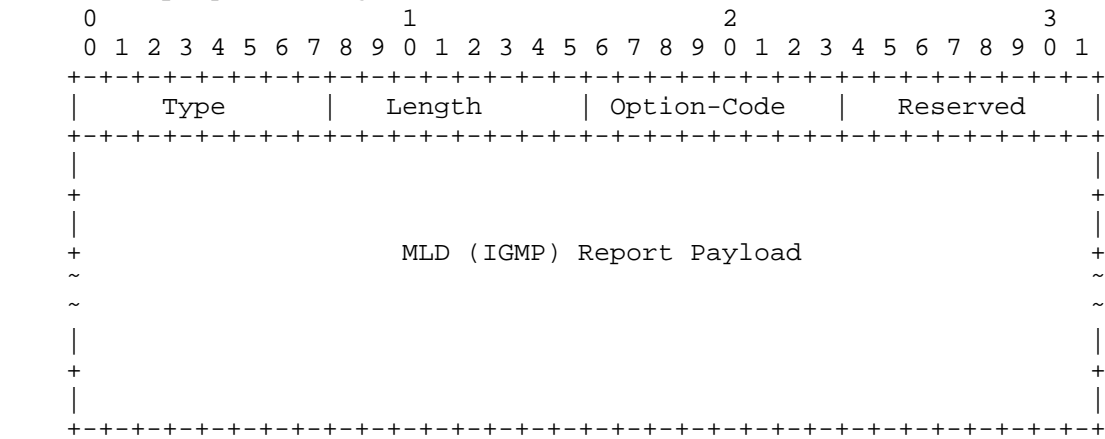 0                   1                   2                   3
0 1 2 3 4 5 6 7 8 9 0 1 2 3 4 5 6 7 8 9 0 1 2 3 4 5 6 7 8 9 0 1
+-+-+-+-+-+-+-+-+-+-+-+-+-+-+-+-+-+-+-+-+-+-+-+-+-+-+-+-+-+-+-+-+
|     Type      |   Length      | Option-Code   |   Reserved    |
+-+-+-+-+-+-+-+-+-+-+-+-+-+-+-+-+-+-+-+-+-+-+-+-+-+-+-+-+-+-+-+-+
|                                                               |
+                                                               +
|                                                               |
+                    MLD (IGMP) Report Payload                  +
~                                                               ~
~                                                               ~
|                                                               |
+                                                               +
|                                                               |
+-+-+-+-+-+-+-+-+-+-+-+-+-+-+-+-+-+-+-+-+-+-+-+-+-+-+-+-+-+-+-+-+